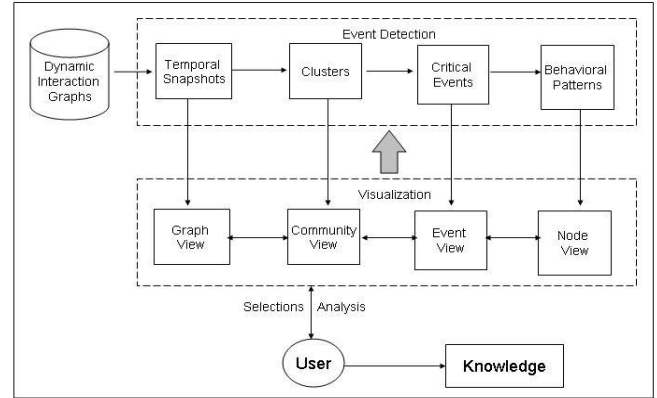 Event Detection
Dynamic
Interaction
Graphs
Temporal
Snapshots
Clusters
Critical
Events
Behavioral
Patterns
Visualization
Graph
View
Community
View
Event
View
Node
View
Selections
Analysis
User
Knowledge